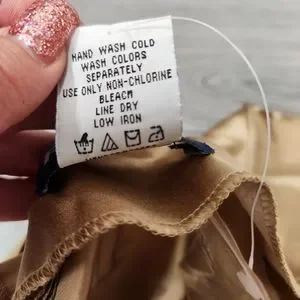 HAND WASH COLD
WASH COLORS
SEPARATELY
USE ONLY NON-CHLORINE
BLEACH
LINE DRY
LOW IRON